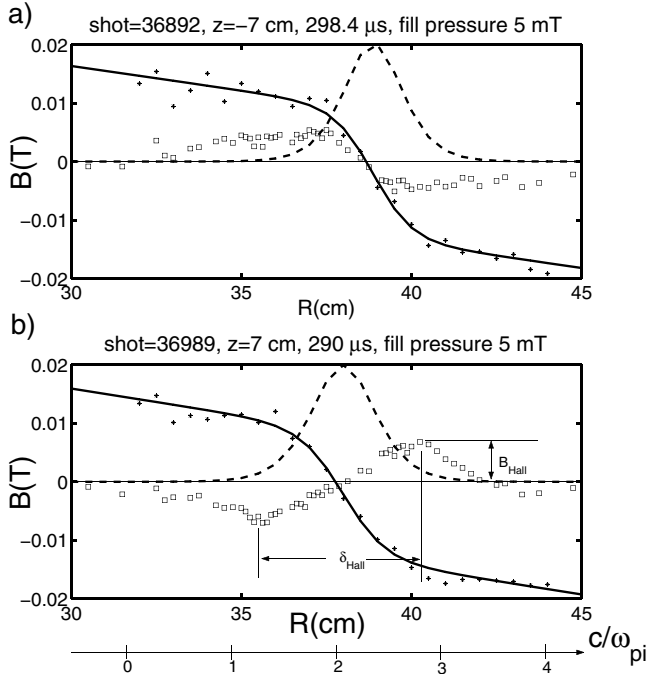 a)
shot=36892, z=−7 cm, 298.4 μs, fill pressure 5 mT
0.02
0.01
0
−0.01
−0.02
B(T)
30
35
40
45
R(cm)
b)
shot=36989, z=7 cm, 290 μs, fill pressure 5 mT
0.02
0.01
0
−0.01
−0.02
B(T)
B_Hall
δ_Hall
30
35
40
45
R(cm)
c/ω_pi
0
1
2
3
4